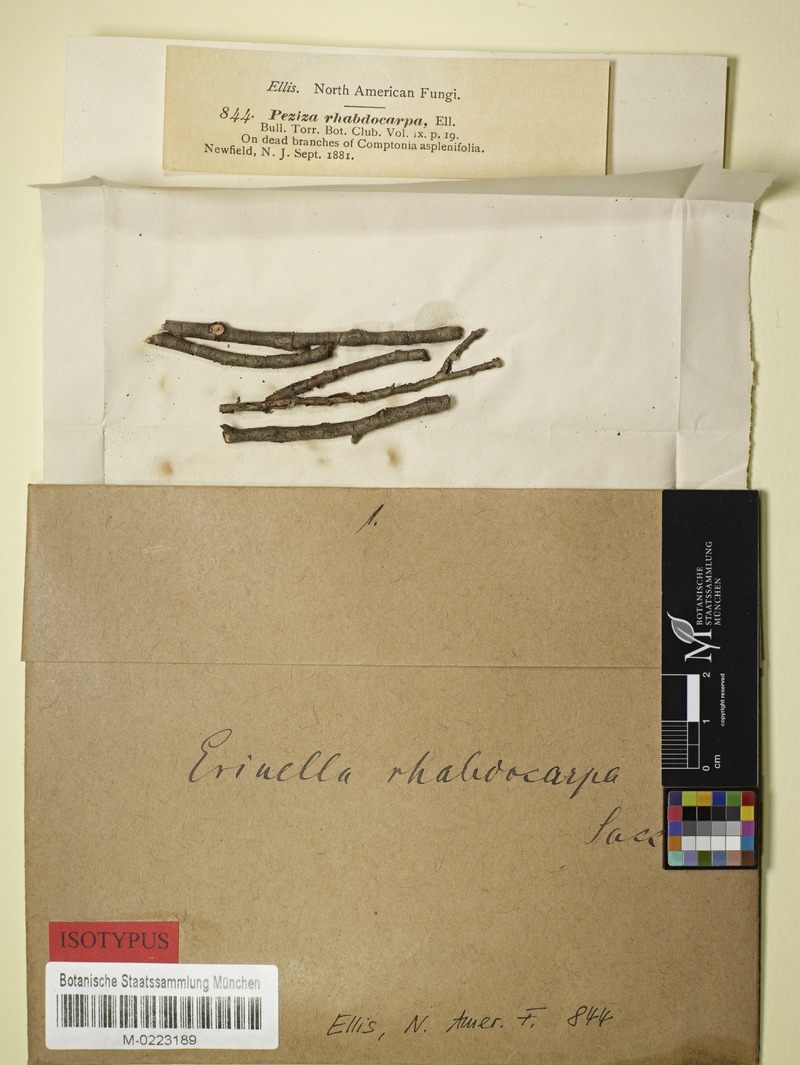 Ellis. North American Fungi.
844. Peziza rhabdocarpa, Ell.
Bull. Torr. Bot. Club. Vol. ix. p. 19.
On dead branches of Comptonia asplenifolia.
Newfield, N. J. Sept. 1881.
1.
BOTANISCHE
STAATSSAMMLUNG
MÜNCHEN
0 1 2
cm
copyright reserved
Erinella rhabdocarpa
Sacc
ISOTYPUS
Botanische Staatssammlung München
M-0223189
Ellis, N. Amer. F. 844